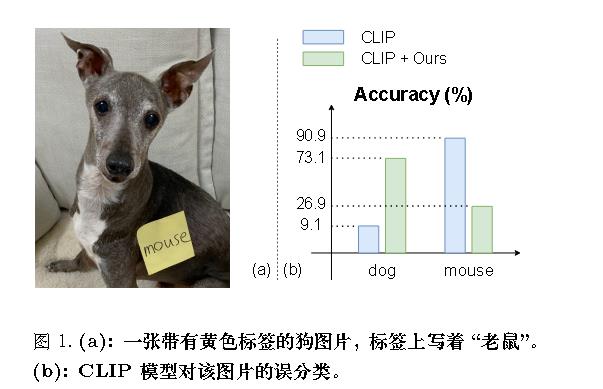 CLIP
CLIP + Ours
Accuracy (%)
90.9
73.1
26.9
9.1
mouse
dog
mouse
(a)
(b)
图 1. (a): 一张带有黄色标签的狗图片, 标签上写着 “老鼠”。
(b): CLIP 模型对该图片的误分类。